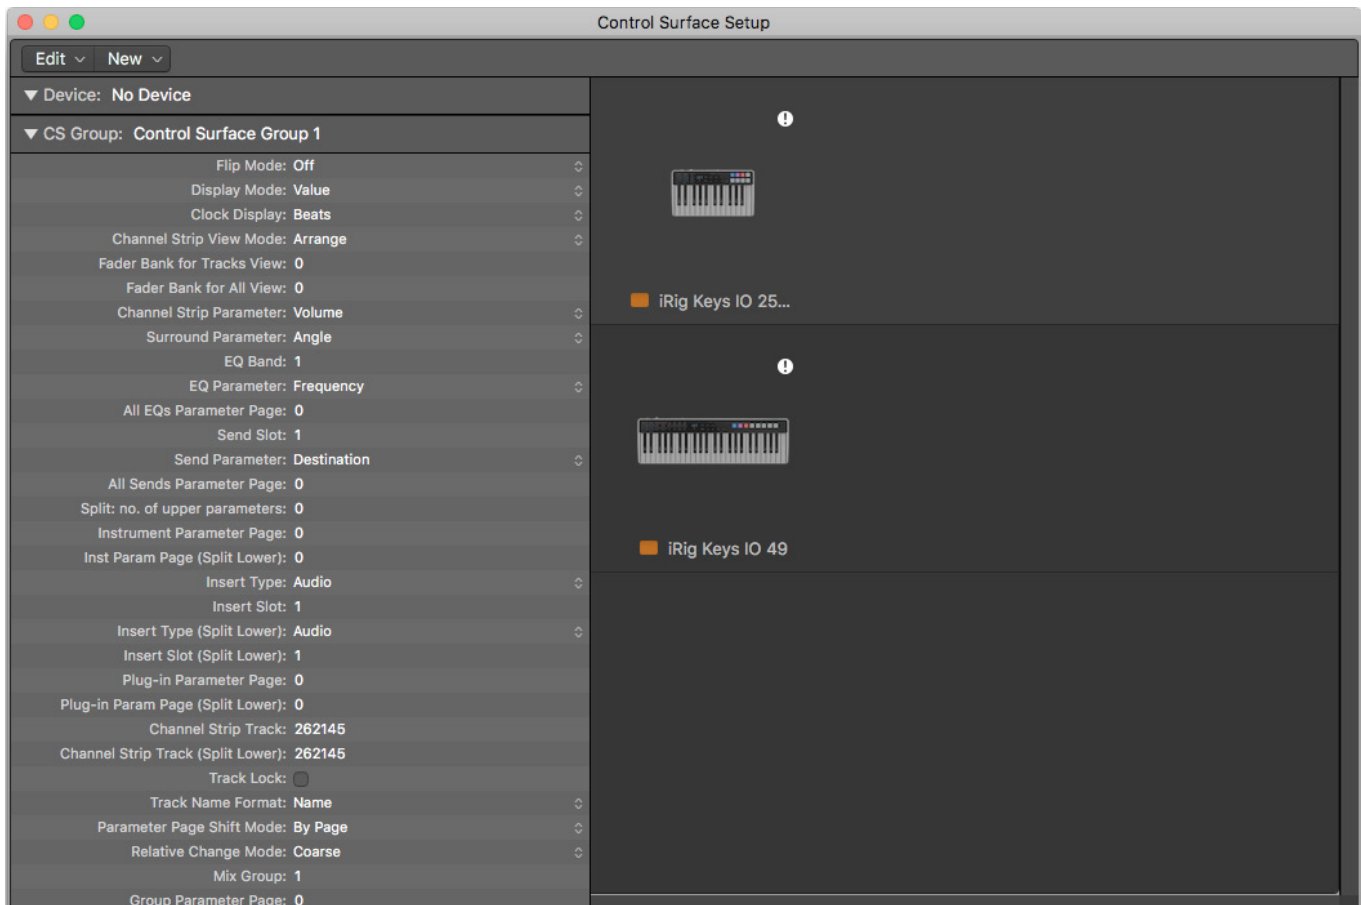 Control Surface Setup
Edit New
Device: No Device
CS Group: Control Surface Group 1
Flip Mode: Off
Display Mode: Value
Clock Display: Beats
Channel Strip View Mode: Arrange
Fader Bank for Tracks View: 0
Fader Bank for All View: 0
Channel Strip Parameter: Volume
Surround Parameter: Angle
EQ Band: 1
EQ Parameter: Frequency
All EQs Parameter Page: 0
Send Slot: 1
Send Parameter: Destination
All Sends Parameter Page: 0
Split: no. of upper parameters: 0
Instrument Parameter Page: 0
Inst Param Page (Split Lower): 0
Insert Type: Audio
Insert Slot: 1
Insert Type (Split Lower): Audio
Insert Slot (Split Lower): 1
Plug-in Parameter Page: 0
Plug-in Param Page (Split Lower): 0
Channel Strip Track: 262145
Channel Strip Track (Split Lower): 262145
Track Lock:
Track Name Format: Name
Parameter Page Shift Mode: By Page
Relative Change Mode: Coarse
Mix Group: 1
Group Parameter Page: 0
iRig Keys IO 25...
iRig Keys IO 49